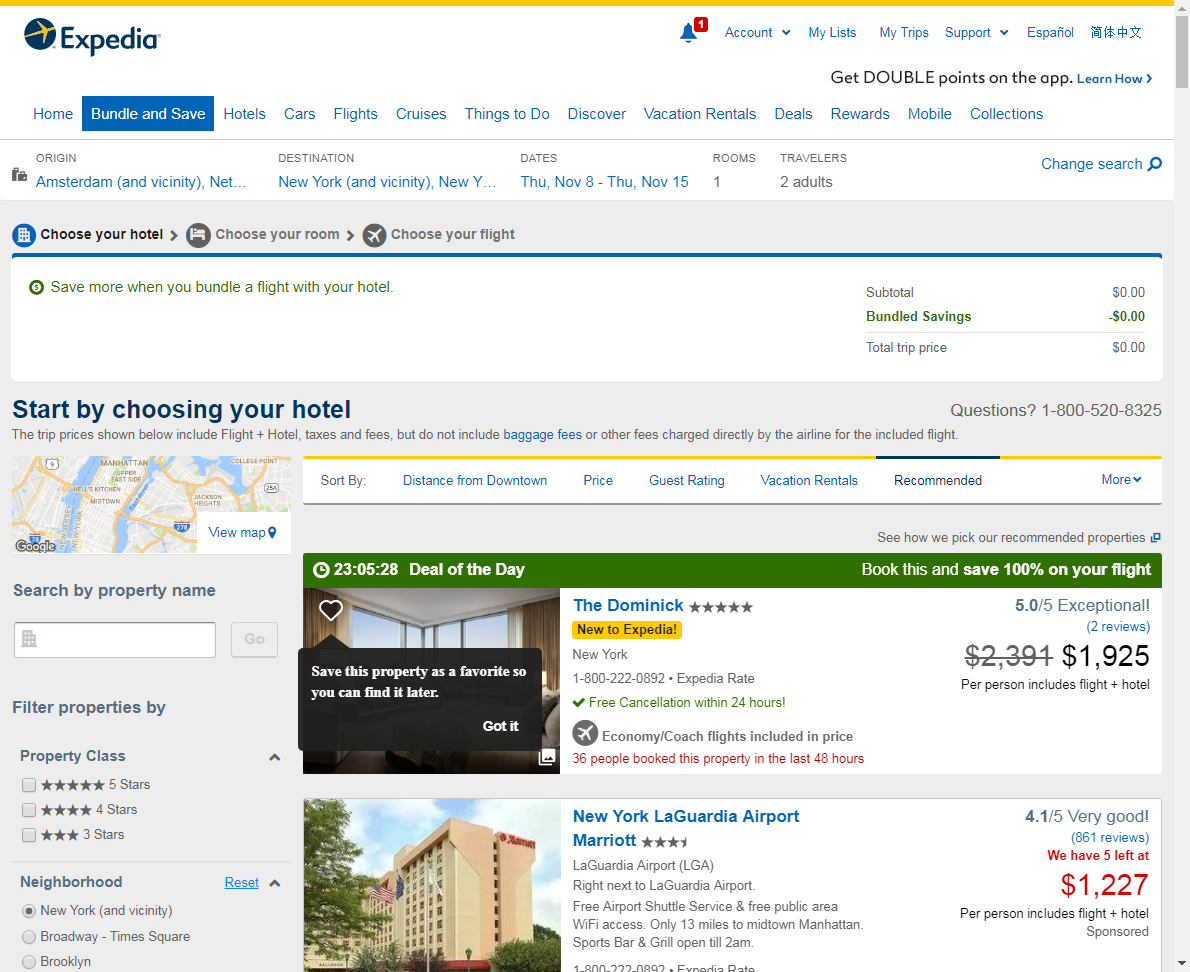 Expedia
1
Account
My Lists
My Trips
Support
Español
简体中文
Get DOUBLE points on the app. Learn How
Home
Bundle and Save
Hotels
Cars
Flights
Cruises
Things to Do
Discover
Vacation Rentals
Deals
Rewards
Mobile
Collections
ORIGIN
Amsterdam (and vicinity), Net...
DESTINATION
New York (and vicinity), New Y...
DATES
Thu, Nov 8 - Thu, Nov 15
ROOMS
1
TRAVELERS
2 adults
Change search
Choose your hotel
Choose your room
Choose your flight
Save more when you bundle a flight with your hotel.
Subtotal $0.00
Bundled Savings -$0.00
Total trip price $0.00
Start by choosing your hotel
Questions? 1-800-520-8325
The trip prices shown below include Flight + Hotel, taxes and fees, but do not include baggage fees or other fees charged directly by the airline for the included flight.
MANHATTAN
COLLEGE POINT
9
UPPER
EAST SIDE
HELL'S KITCHEN
MIDTOWN
East River
JACKSON
HEIGHTS
25A
NEW JERSEY
NEW YORK
278
78
Google
View map
Sort By:
Distance from Downtown
Price
Guest Rating
Vacation Rentals
Recommended
More
See how we pick our recommended properties
Search by property name
Go
Filter properties by
Property Class
5 Stars
4 Stars
3 Stars
Neighborhood
Reset
New York (and vicinity)
Broadway - Times Square
Brooklyn
23:05:28 Deal of the Day
Book this and save 100% on your flight
Save this property as a favorite so
you can find it later.
Got it
The Dominick
New to Expedia!
New York
1-800-222-0892 • Expedia Rate
Free Cancellation within 24 hours!
Economy/Coach flights included in price
36 people booked this property in the last 48 hours
5.0/5 Exceptional!
(2 reviews)
$2,391 $1,925
Per person includes flight + hotel
Marriott
New York LaGuardia Airport
Marriott
LaGuardia Airport (LGA)
Right next to LaGuardia Airport.
Free Airport Shuttle Service & free public area
WiFi access. Only 13 miles to midtown Manhattan.
Sports Bar & Grill open till 2am.
1-800-222-0892 • Expedia Rate
4.1/5 Very good!
(861 reviews)
We have 5 left at
$1,227
Per person includes flight + hotel
Sponsored